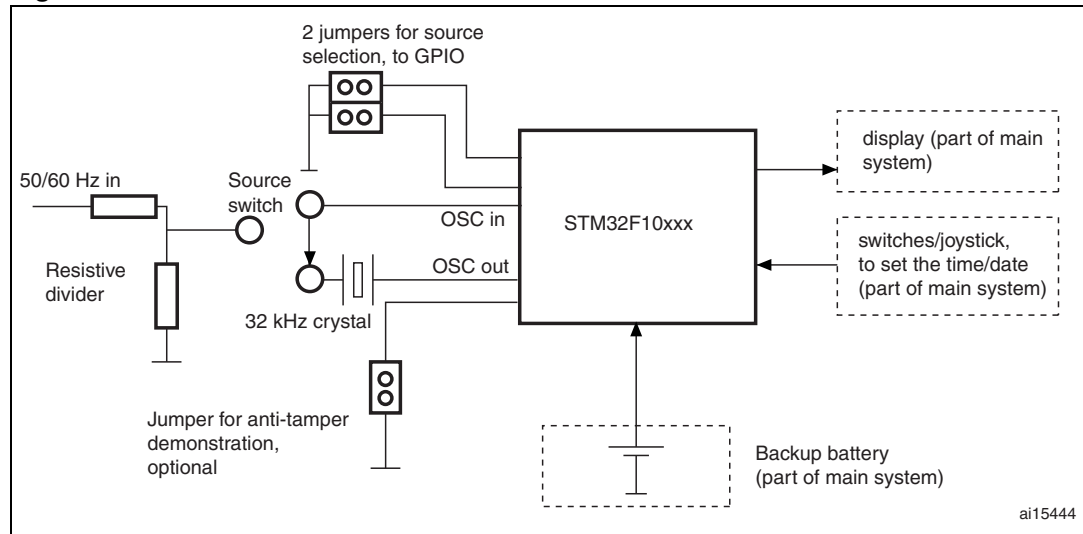 2 jumpers for source
selection, to GPIO
display (part of main
system)
50/60 Hz in
Source
switch
OSC in
STM32F10xxx
switches/joystick,
to set the time/date
(part of main system)
Resistive
divider
OSC out
32 kHz crystal
Jumper for anti-tamper
demonstration,
optional
Backup battery
(part of main system)
ai15444